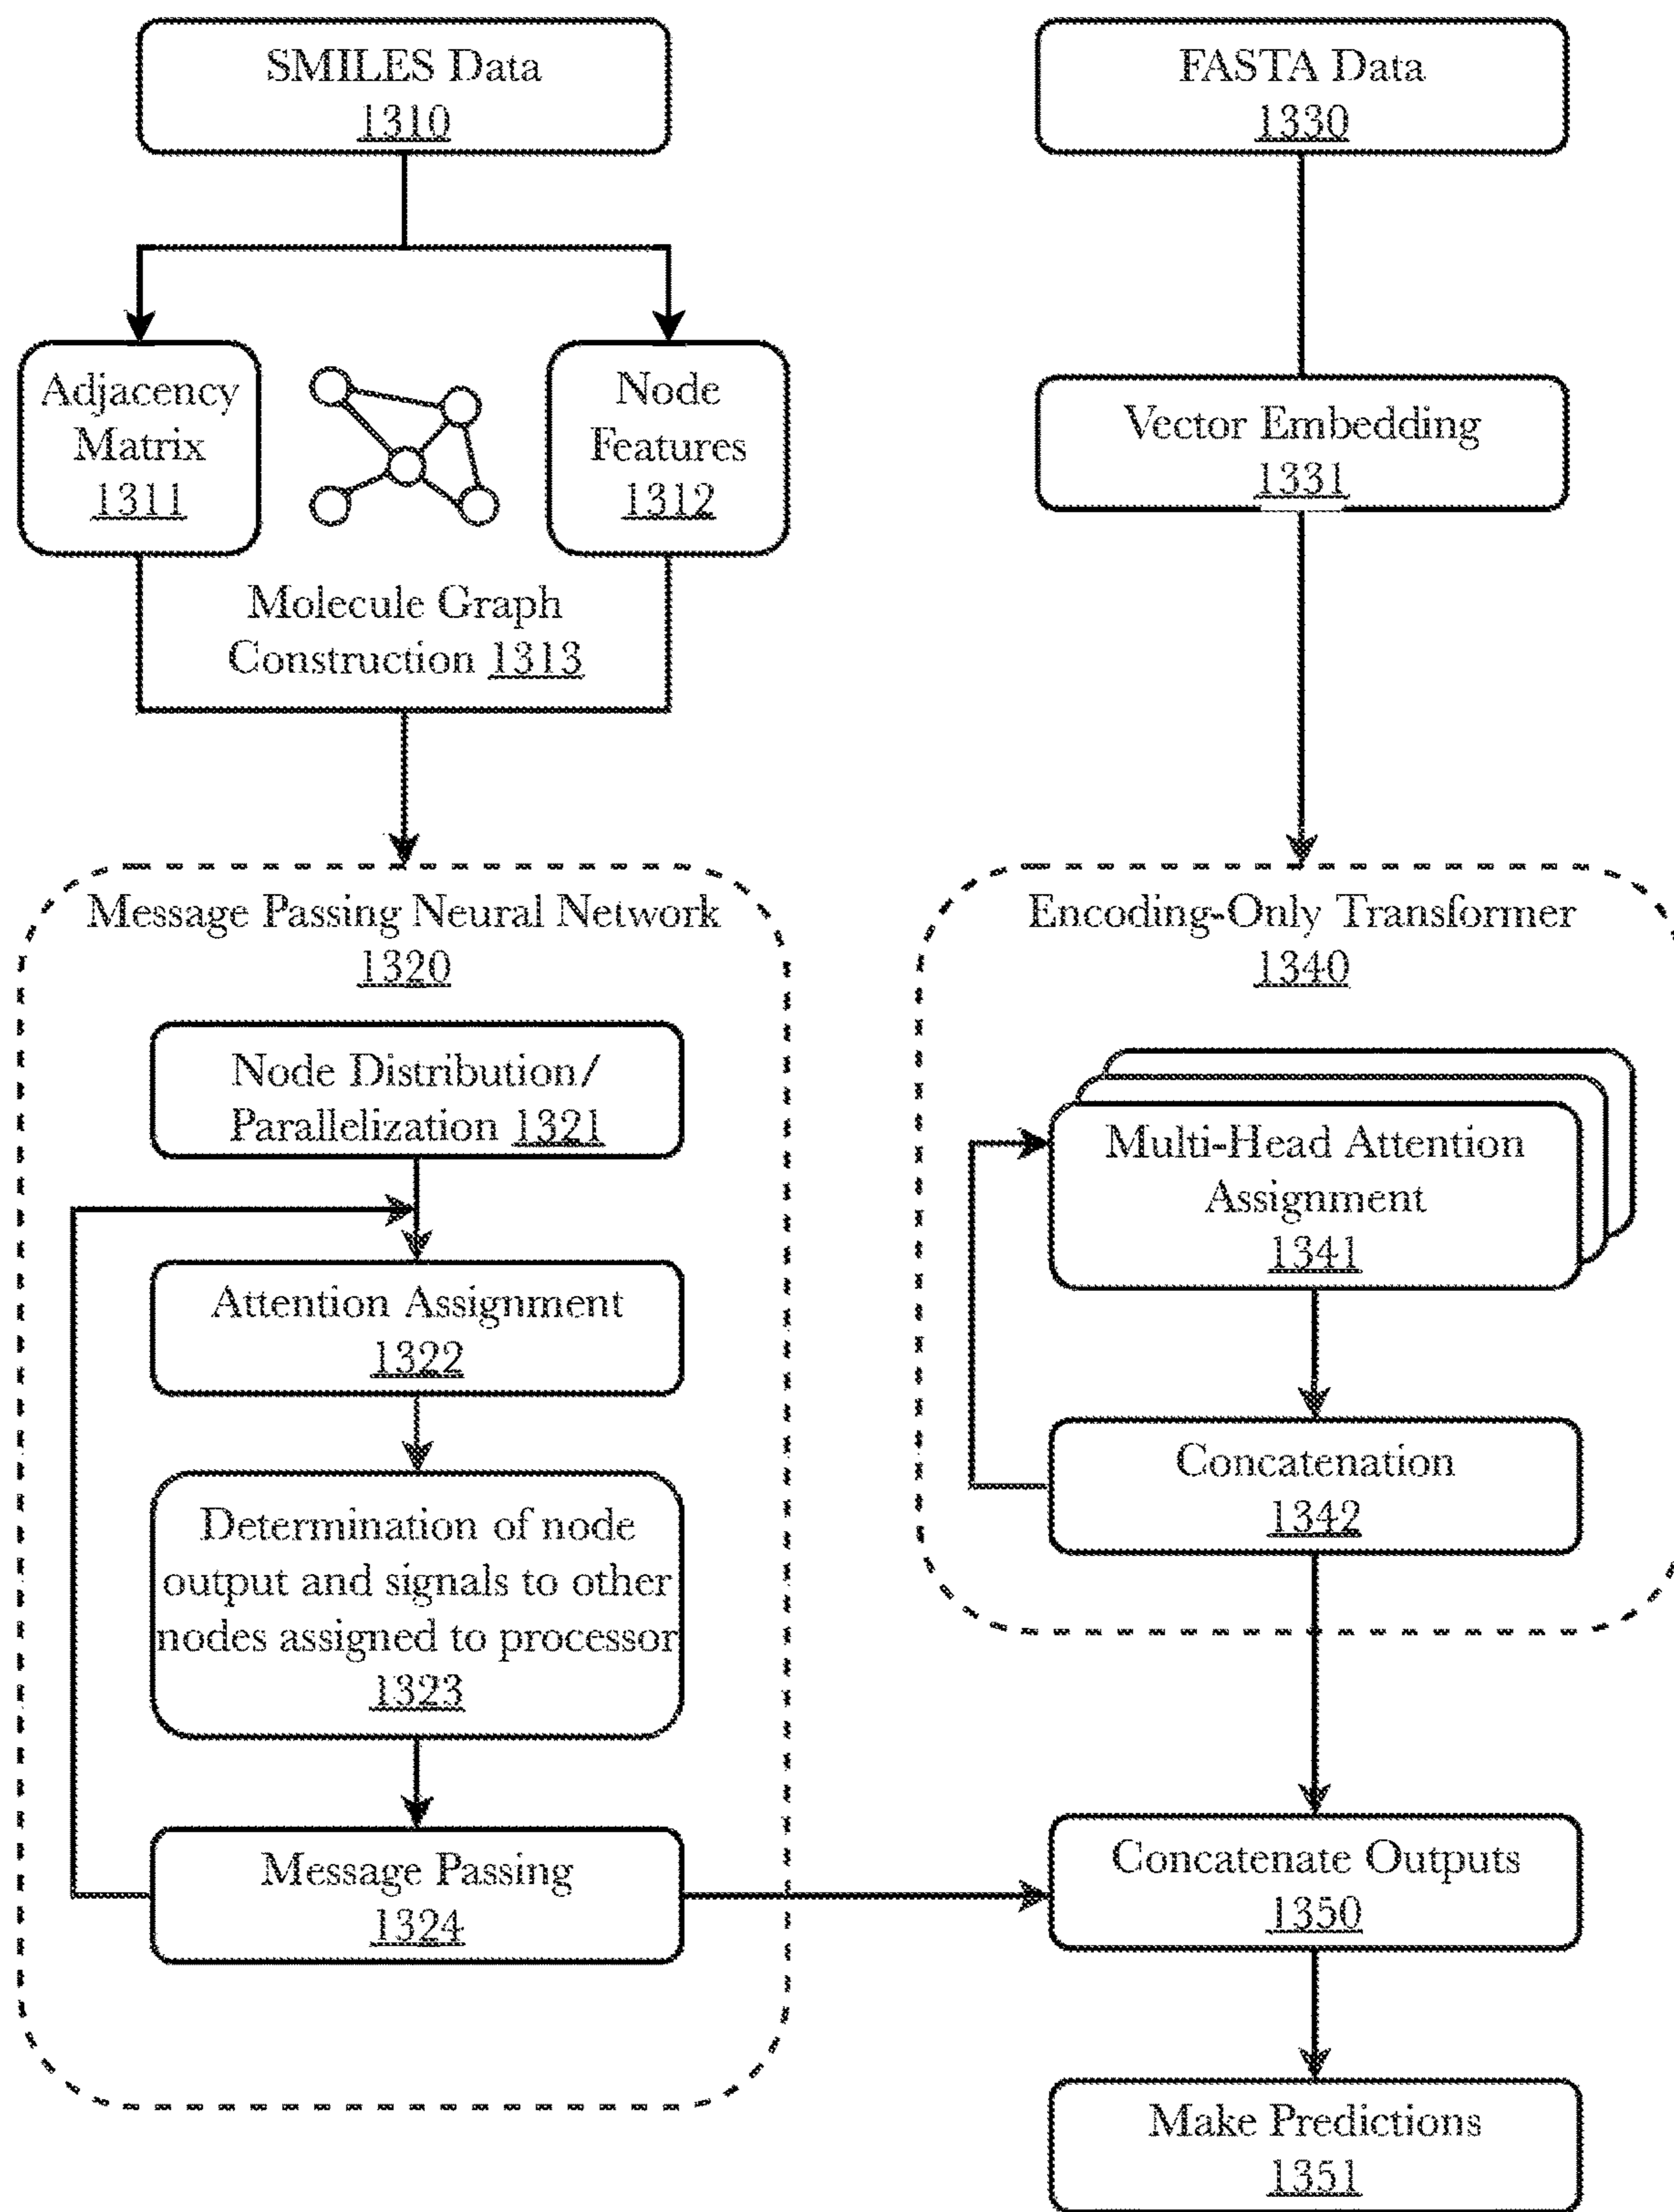 SMILES Data
1310
Adjacency
Matrix
1311
Node
Features
1312
Molecule Graph
Construction 1313
Message Passing Neural Network
1320
Node Distribution/
Parallelization 1321
Attention Assignment
1322
Determination of node
output and signals to other
nodes assigned to processor
1323
Message Passing
1324
FASTA Data
1330
Vector Embedding
1331
Encoding-Only Transformer
1340
Multi-Head Attention
Assignment
1341
Concatenation
1342
Concatenate Outputs
1350
Make Predictions
1351